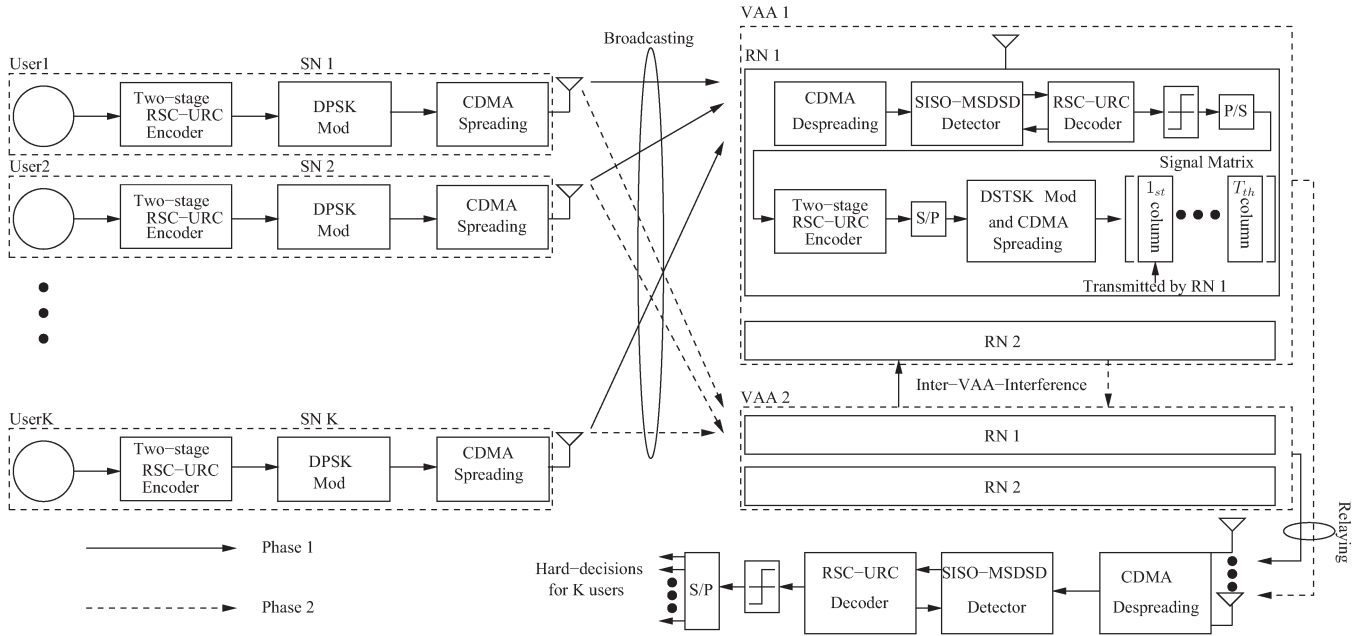 VAA 1
Broadcasting
User1
SN 1
RN 1
Two-stage
RSC-URC
Encoder
DPSK
Mod
CDMA
Spreading
CDMA
Despreading
SISO-MSDSD
Detector
RSC-URC
Decoder
P/S
User2
SN 2
Signal Matrix
Two-stage
RSC-URC
Encoder
DPSK
Mod
CDMA
Spreading
Two-stage
RSC-URC
Encoder
S/P
DSTSK Mod
and CDMA
Spreading
1st
column
Tth
column
Transmitted by RN 1
RN 2
Inter-VAA-Interference
VAA 2
UserK
SN K
Two-stage
RSC-URC
Encoder
DPSK
Mod
CDMA
Spreading
RN 1
RN 2
Relaying
Phase 1
Phase 2
Hard-decisions
for K users
S/P
RSC-URC
Decoder
SISO-MSDSD
Detector
CDMA
Despreading